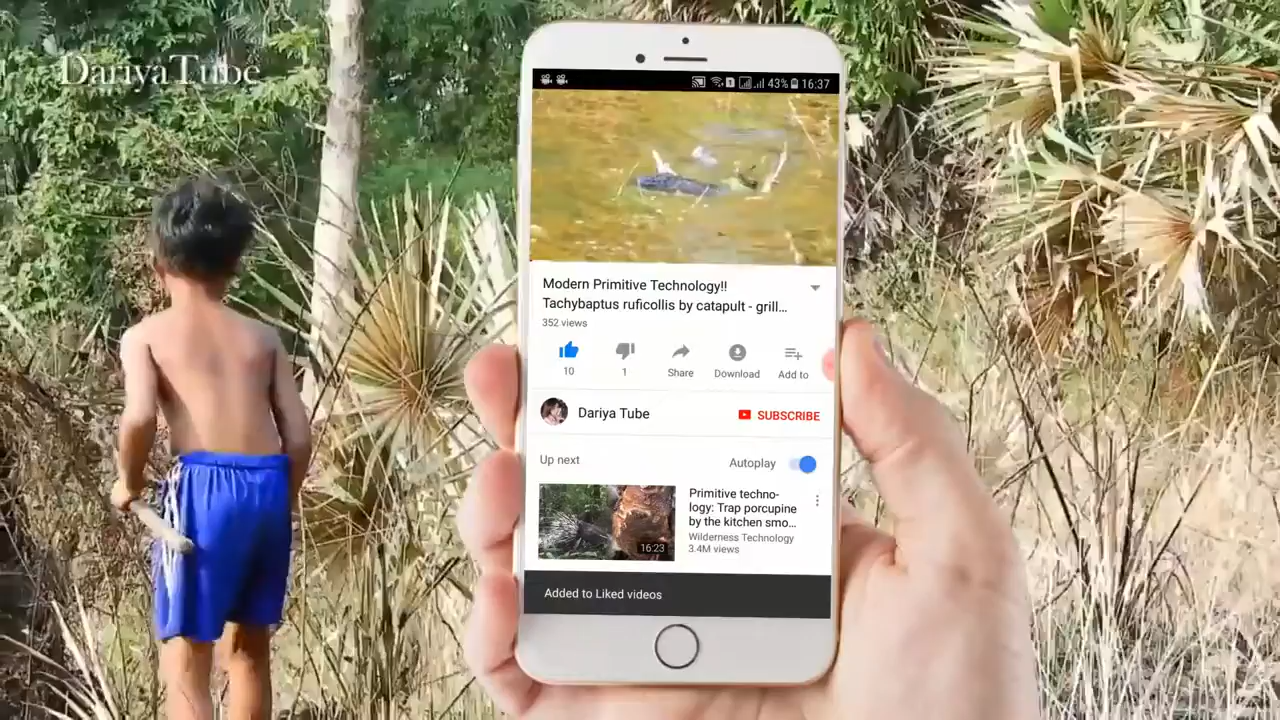 DariyaTube
43% 16:37
Modern Primitive Technology!!
Tachybaptus ruficollis by catapult - grill...
352 views
10
1
Share
Download
Add to
Dariya Tube
SUBSCRIBE
Up next
Autoplay
Primitive techno-
logy: Trap porcupine
by the kitchen smo...
Wilderness Technology
3.4M views
16:23
Added to Liked videos